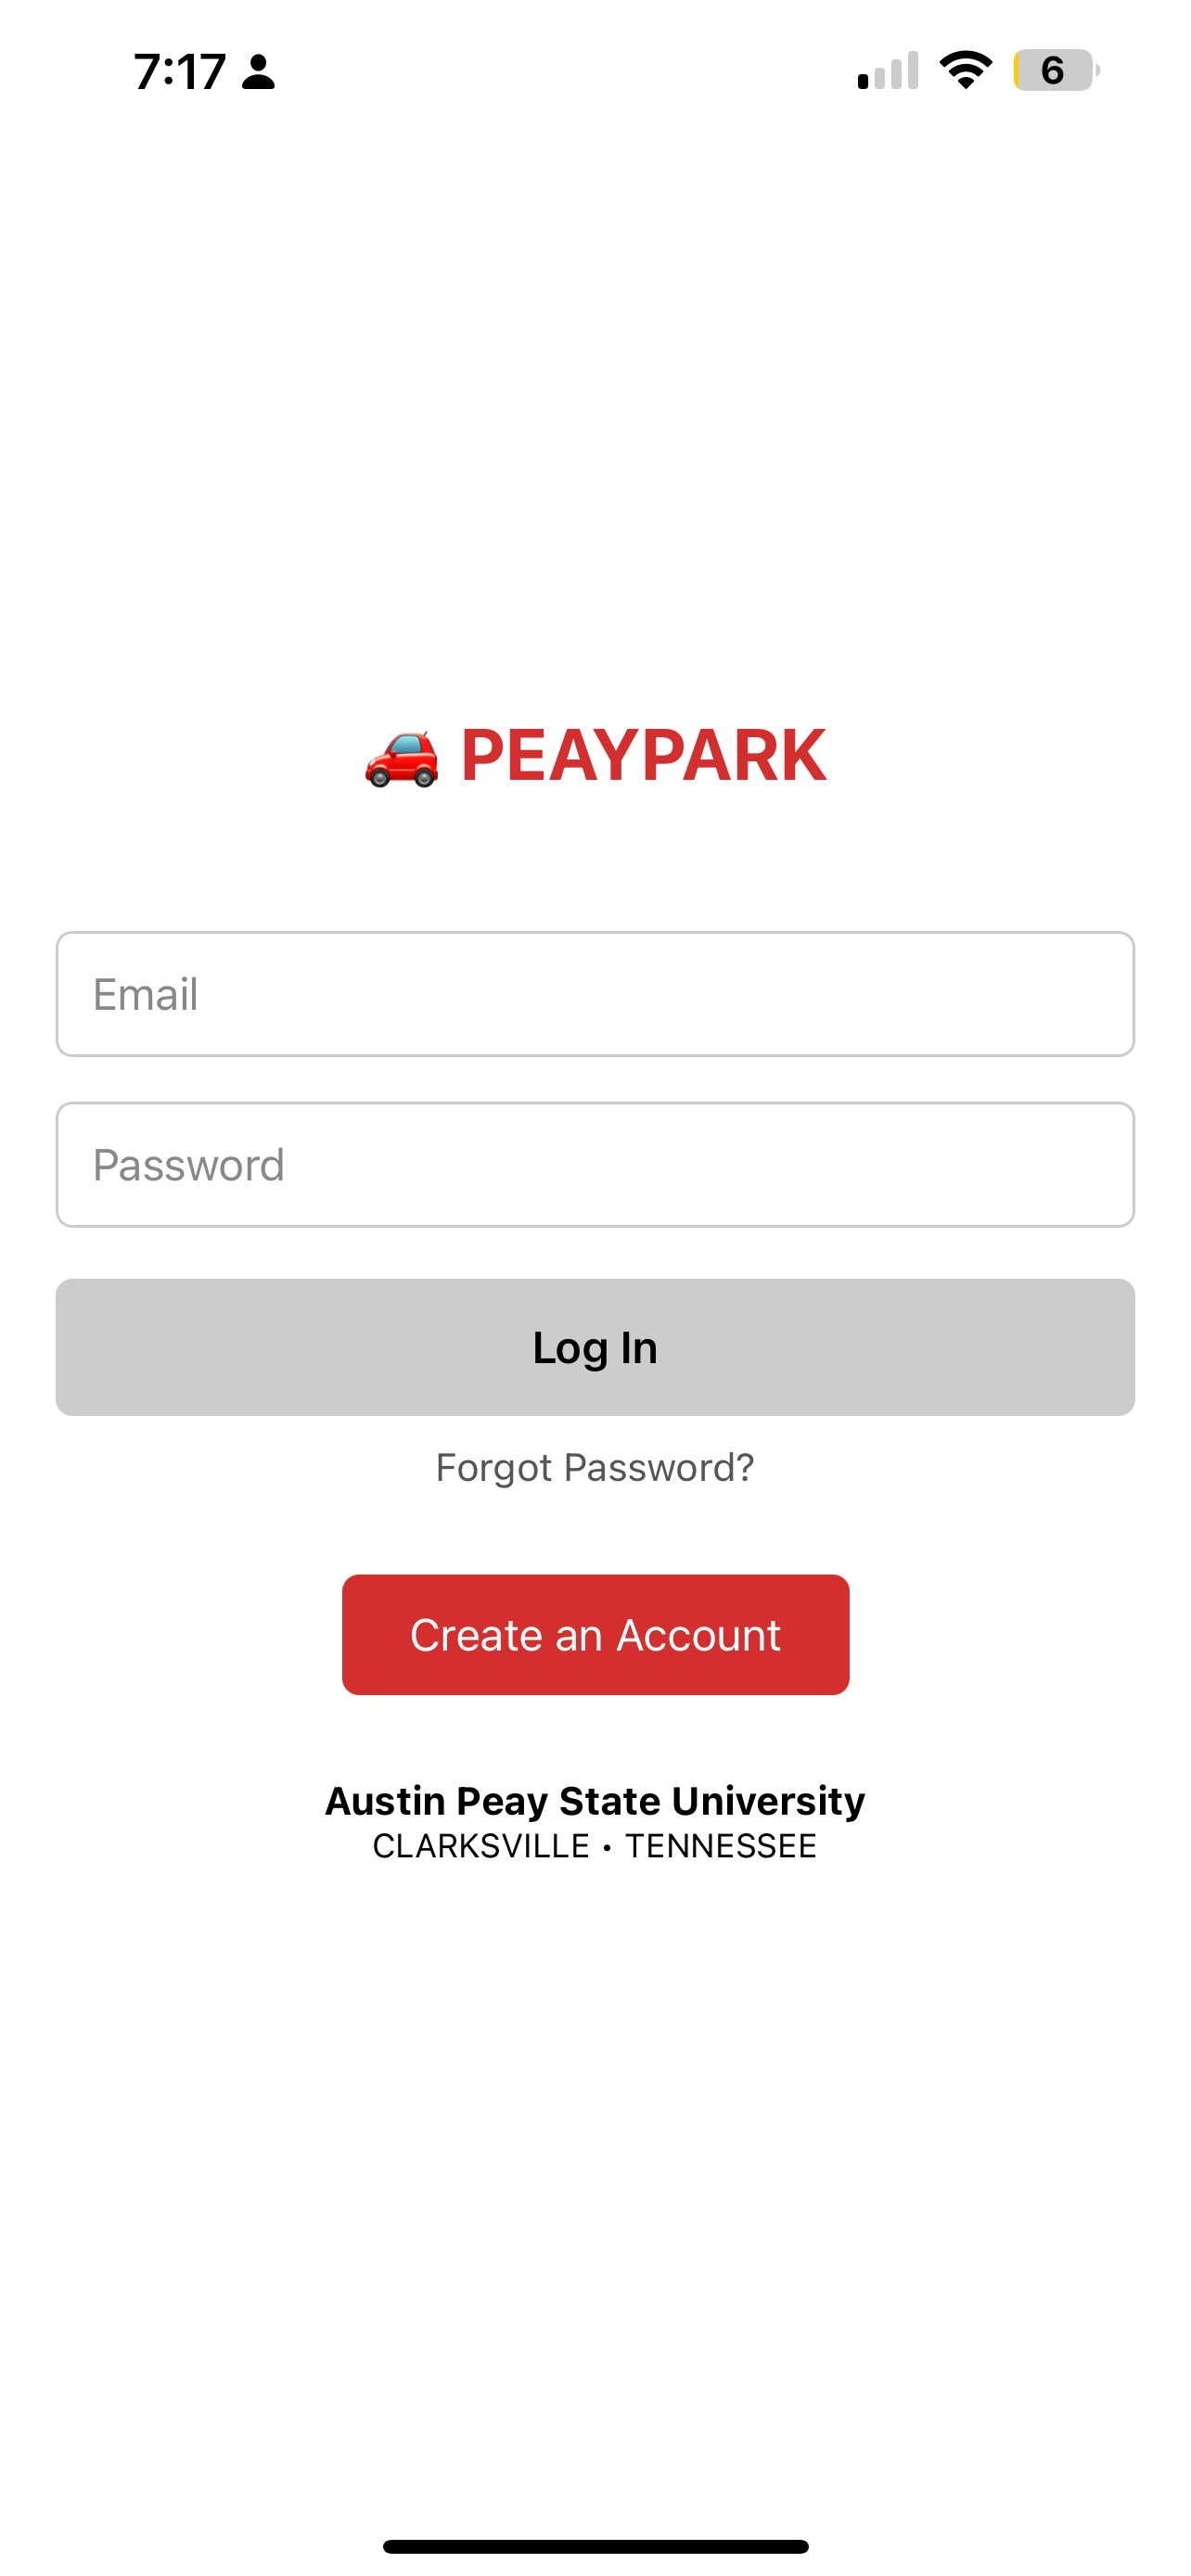 7:17
6
PEAYPARK
Email
Password
Log In
Forgot Password?
Create an Account
Austin Peay State University
CLARKSVILLE • TENNESSEE